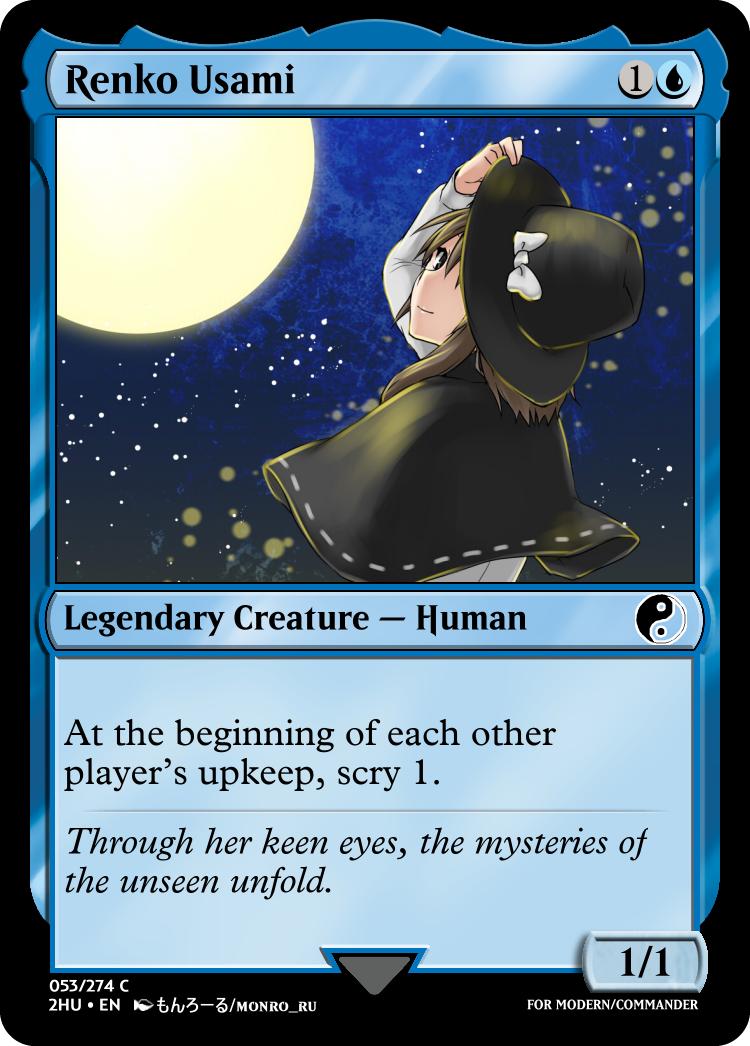 Renko Usami
1
Legendary Creature — Human
At the beginning of each other
player's upkeep, scry 1.
Through her keen eyes, the mysteries of
the unseen unfold.
1/1
053/274 C
2HU • EN もんろーる/MONRO_RU
FOR MODERN/COMMANDER